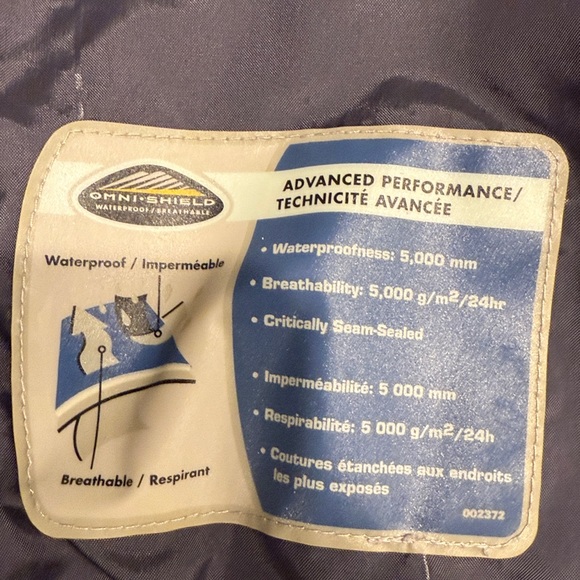 OMNI•SHIELD
WATERPROOF/BREATHABLE
ADVANCED PERFORMANCE/
TECHNICITÉ AVANCÉE
Waterproof / Imperméable
Breathable / Respirant
• Waterproofness: 5,000 mm
• Breathability: 5,000 g/m2/24hr
• Critically Seam-Sealed
• Imperméabilité: 5 000 mm
• Respirabilité: 5 000 g/m2/24h
• Coutures étanchées aux endroits
les plus exposés
002372